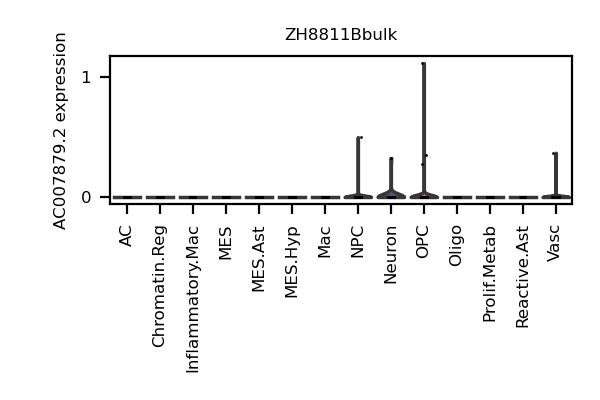 ZH8811Bbulk
AC007879.2 expression
1
0
AC
Chromatin.Reg
Inflammatory.Mac
MES
MES.Ast
MES.Hyp
Mac
NPC
Neuron
OPC
Oligo
Prolif.Metab
Reactive.Ast
Vasc